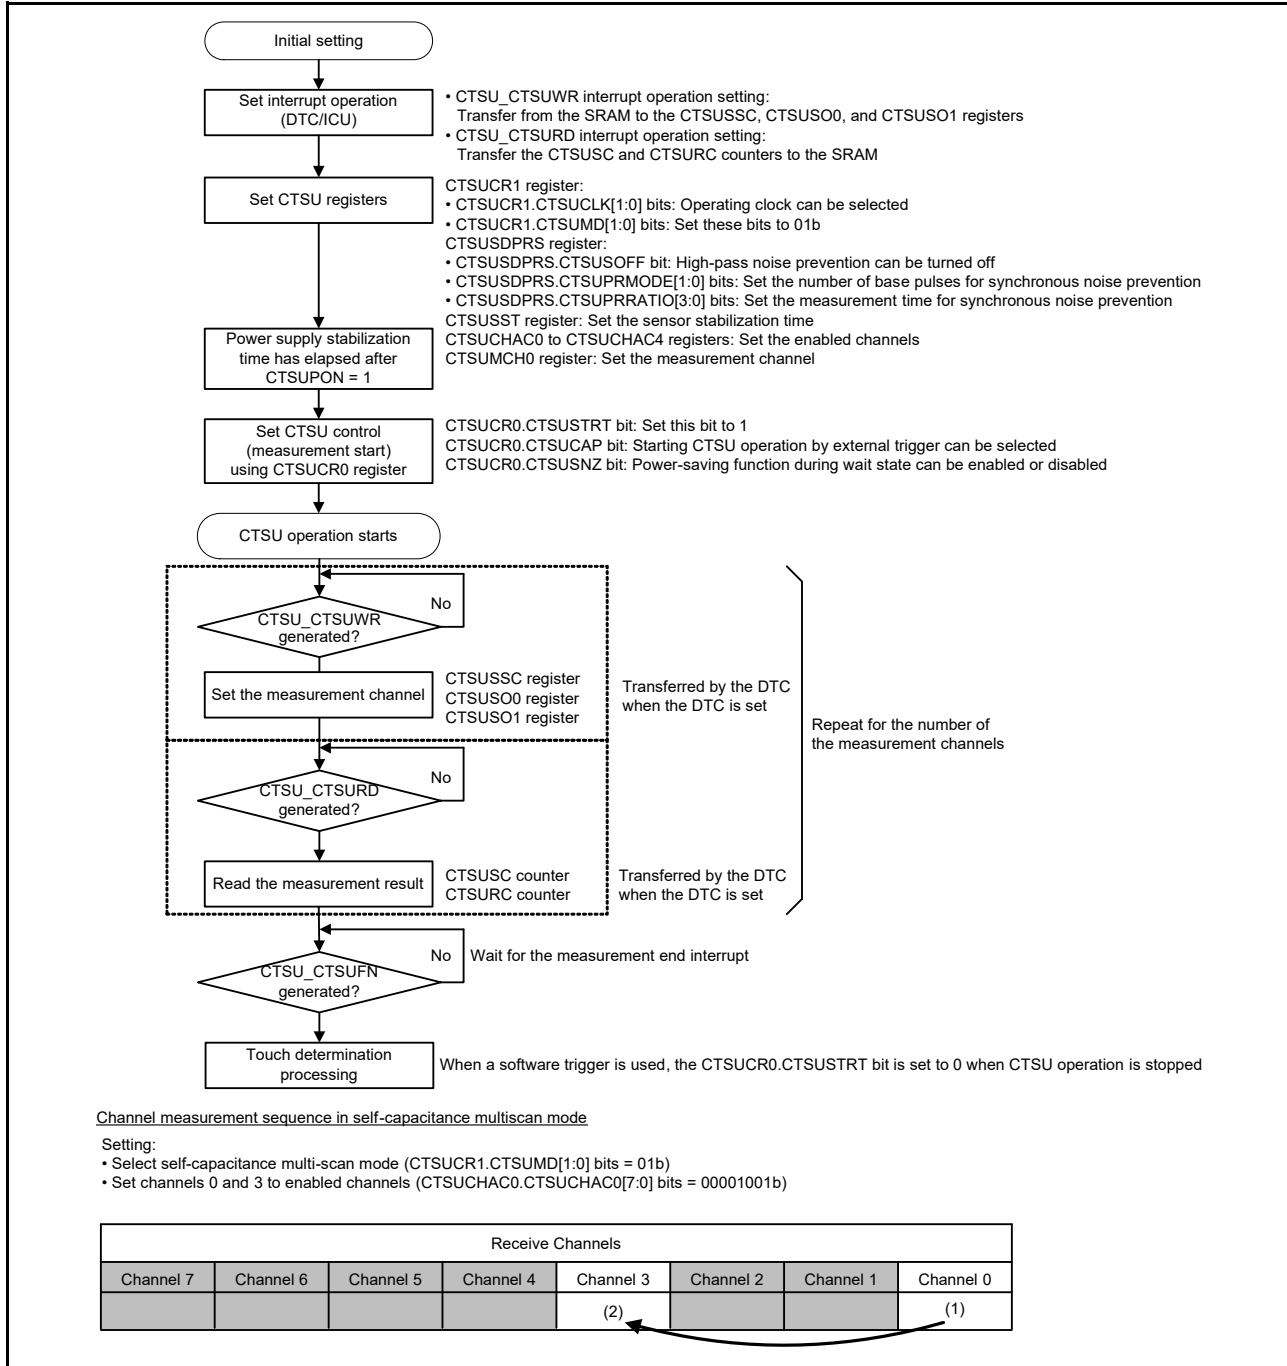 Initial setting
Set interrupt operation
(DTC/ICU)
• CTSU_CTSUWR interrupt operation setting:
Transfer from the SRAM to the CTSUSSC, CTSUSO0, and CTSUSO1 registers
• CTSU_CTSURD interrupt operation setting:
Transfer the CTSUSC and CTSURC counters to the SRAM
Set CTSU registers
CTSUCR1 register:
• CTSUCR1.CTSUCLK[1:0] bits: Operating clock can be selected
• CTSUCR1.CTSUMD[1:0] bits: Set these bits to 01b
CTSUSDPRS register:
• CTSUSDPRS.CTSUSOFF bit: High-pass noise prevention can be turned off
• CTSUSDPRS.CTSUPRMODE[1:0] bits: Set the number of base pulses for synchronous noise prevention
• CTSUSDPRS.CTSUPRRATIO[3:0] bits: Set the measurement time for synchronous noise prevention
CTSUSST register: Set the sensor stabilization time
CTSUCHAC0 to CTSUCHAC4 registers: Set the enabled channels
CTSUMCH0 register: Set the measurement channel
Power supply stabilization
time has elapsed after
CTSUPON = 1
Set CTSU control
(measurement start)
using CTSUCR0 register
CTSUCR0.CTSUSTRT bit: Set this bit to 1
CTSUCR0.CTSUCAP bit: Starting CTSU operation by external trigger can be selected
CTSUCR0.CTSUSNZ bit: Power-saving function during wait state can be enabled or disabled
CTSU operation starts
No
CTSU_CTSUWR
generated?
Set the measurement channel
CTSUSSC register
CTSUSO0 register
CTSUSO1 register
Transferred by the DTC
when the DTC is set
Repeat for the number of
the measurement channels
No
CTSU_CTSURD
generated?
Read the measurement result
CTSUSC counter
CTSURC counter
Transferred by the DTC
when the DTC is set
No
Wait for the measurement end interrupt
CTSU_CTSUFN
generated?
Touch determination
processing
When a software trigger is used, the CTSUCR0.CTSUSTRT bit is set to 0 when CTSU operation is stopped
Channel measurement sequence in self-capacitance multiscan mode
Setting:
• Select self-capacitance multi-scan mode (CTSUCR1.CTSUMD[1:0] bits = 01b)
• Set channels 0 and 3 to enabled channels (CTSUCHAC0.CTSUCHAC0[7:0] bits = 00001001b)
Receive Channels
Channel 7 Channel 6 Channel 5 Channel 4 Channel 3 Channel 2 Channel 1 Channel 0
(2) (1)